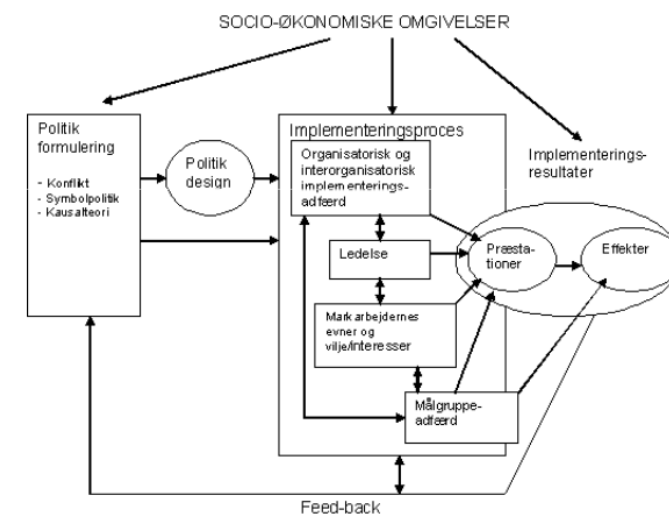 SOCIO-ØKONOMISKE OMGIVELSER
Politik
formulering
- Konflikt
- Symbolpolitik
- Kausalteori
Politik
design
Implementeringsproces
Organisatorisk og
interorganisatorisk
implementerings-
adfærd
Ledelse
Markarbejdernes
evner og
vilje/interesser
Målgruppe-
adfærd
Implementerings-
resultater
Præsta-
tioner
Effekter
Feed-back